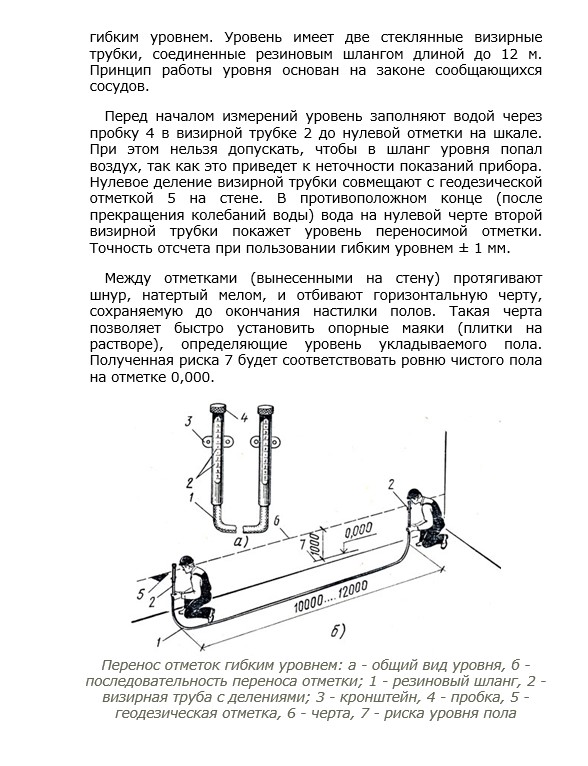 гибким уровнем. Уровень имеет две стеклянные визирные
трубки, соединенные резиновым шлангом длиной до 12 м.
Принцип работы уровня основан на законе сообщающихся
сосудов.
Перед началом измерений уровень заполняют водой через
пробку 4 в визирной трубке 2 до нулевой отметки на шкале.
При этом нельзя допускать, чтобы в шланг уровня попал
воздух, так как это приведет к неточности показаний прибора.
Нулевое деление визирной трубки совмещают с геодезической
отметкой 5 на стене. В противоположном конце (после
прекращения колебаний воды) вода на нулевой черте второй
визирной трубки покажет уровень переносимой отметки.
Точность отсчета при пользовании гибким уровнем ± 1 мм.
Между отметками (вынесенными на стену) протягивают
шнур, натертый мелом, и отбивают горизонтальную черту,
сохраняемую до окончания настилки полов. Такая черта
позволяет быстро установить опорные маяки (плитки на
растворе), определяющие уровень укладываемого пола.
Полученная риска 7 будет соответствовать ровню чистого пола
на отметке 0,000.
3
4
2
1
а)
6
2
7
1000
0,000
5
2
10000....12000
1
б)
Перенос отметок гибким уровнем: а - общий вид уровня, б -
последовательность переноса отметки; 1 - резиновый шланг, 2 -
визирная труба с делениями; 3 - кронштейн, 4 - пробка, 5 -
геодезическая отметка, 6 - черта, 7 - риска уровня пола